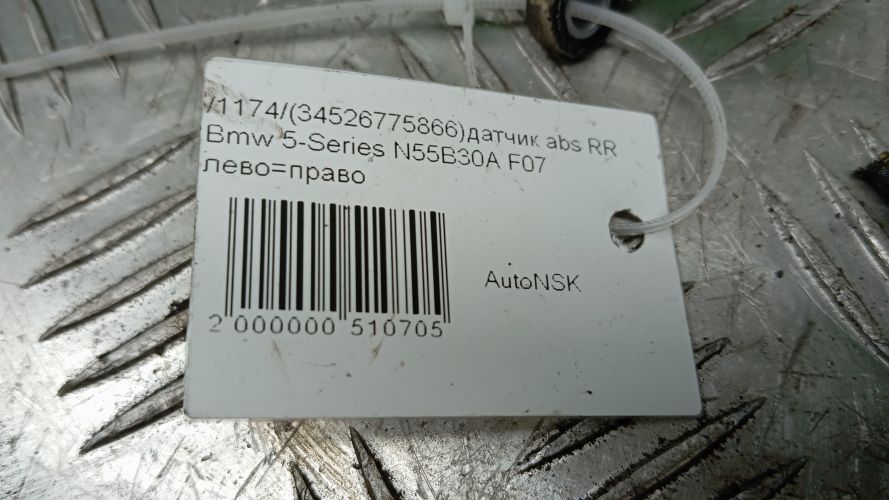 /1174/(34526775866)датчик abs RR
Bmw 5-Series N55B30A F07
лево=право
AutoNSK
2 000000 510705